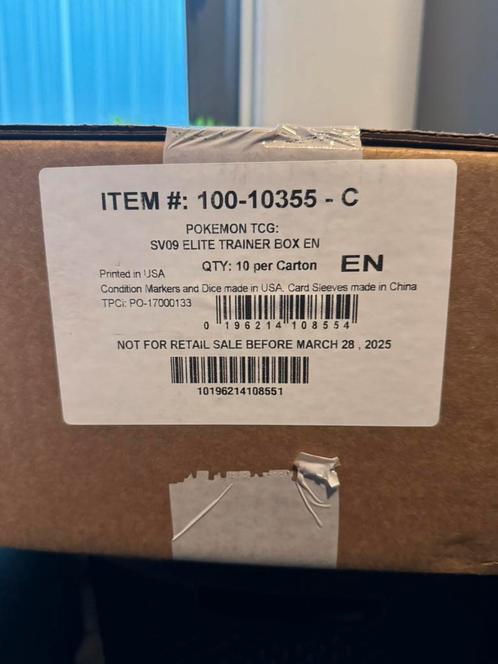 ITEM #: 100-10355 - C
POKEMON TCG:
SV09 ELITE TRAINER BOX EN
Printed in USA
QTY: 10 per Carton
EN
Condition Markers and Dice made in USA. Card Sleeves made in China
TPCi: PO-17000133
0 196214 108554
NOT FOR RETAIL SALE BEFORE MARCH 28 , 2025
10196214108551